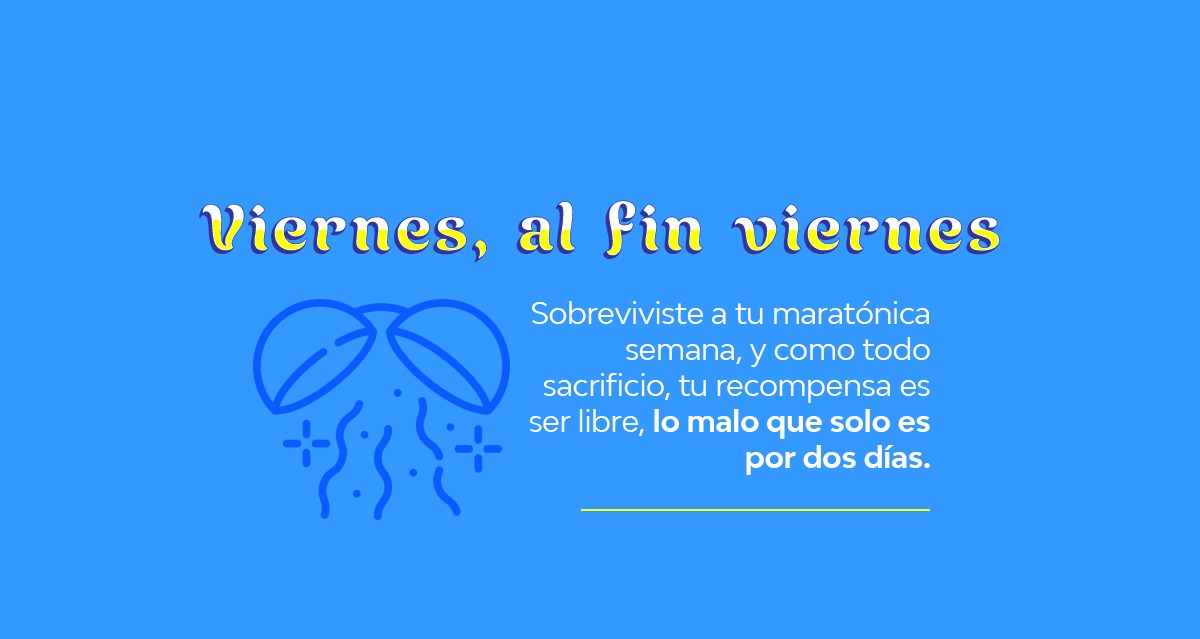 Viernes, al fin viernes
Sobreviviste a tu maratónica
semana, y como todo
sacrificio, tu recompensa es
ser libre, lo malo que solo es
por dos días.